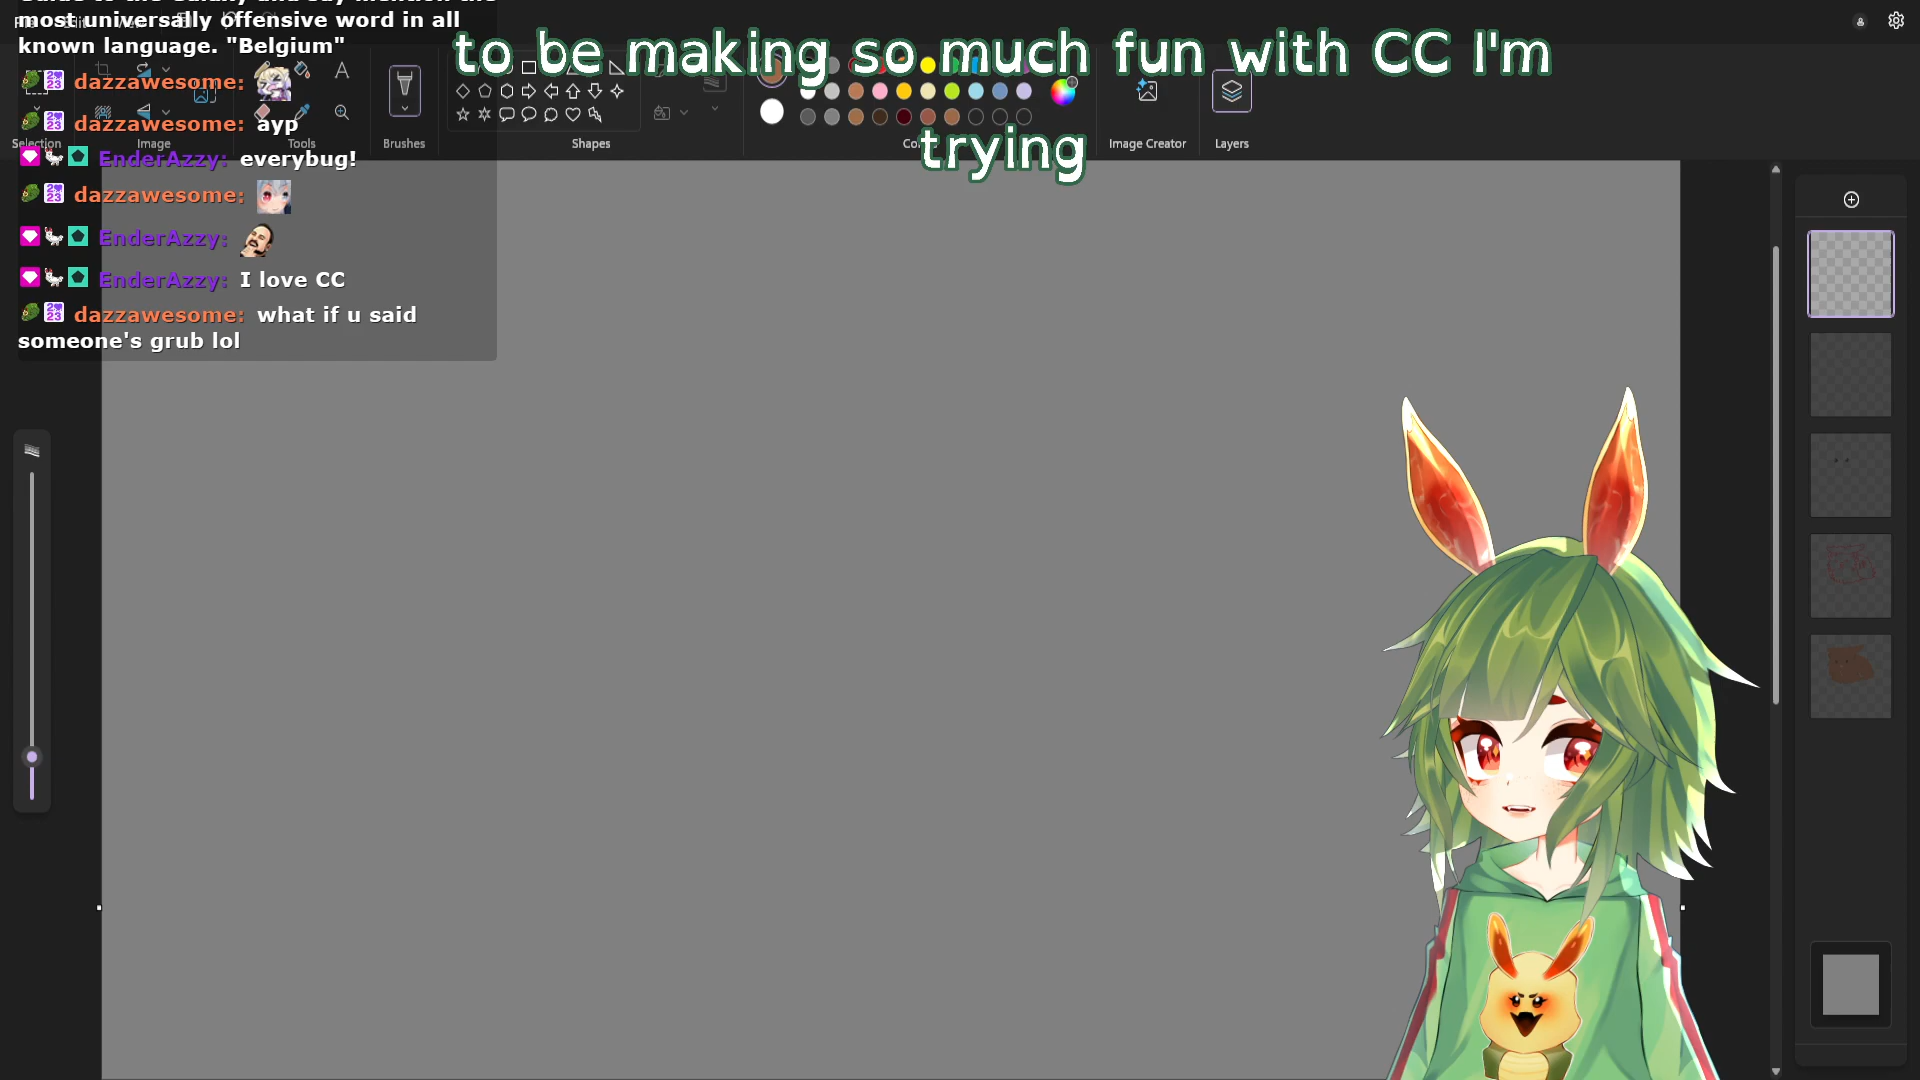 most universally offensive word in all
known language. "Belgium"
to be making so much fun with CC I'm
trying
dazzawesome:
dazzawesome: ayp
EnderAzzy: everybug!
dazzawesome:
EnderAzzy:
EnderAzzy: I love CC
dazzawesome: what if u said
someone's grub lol
Selection
Image
Tools
Brushes
Shapes
Image Creator
Layers